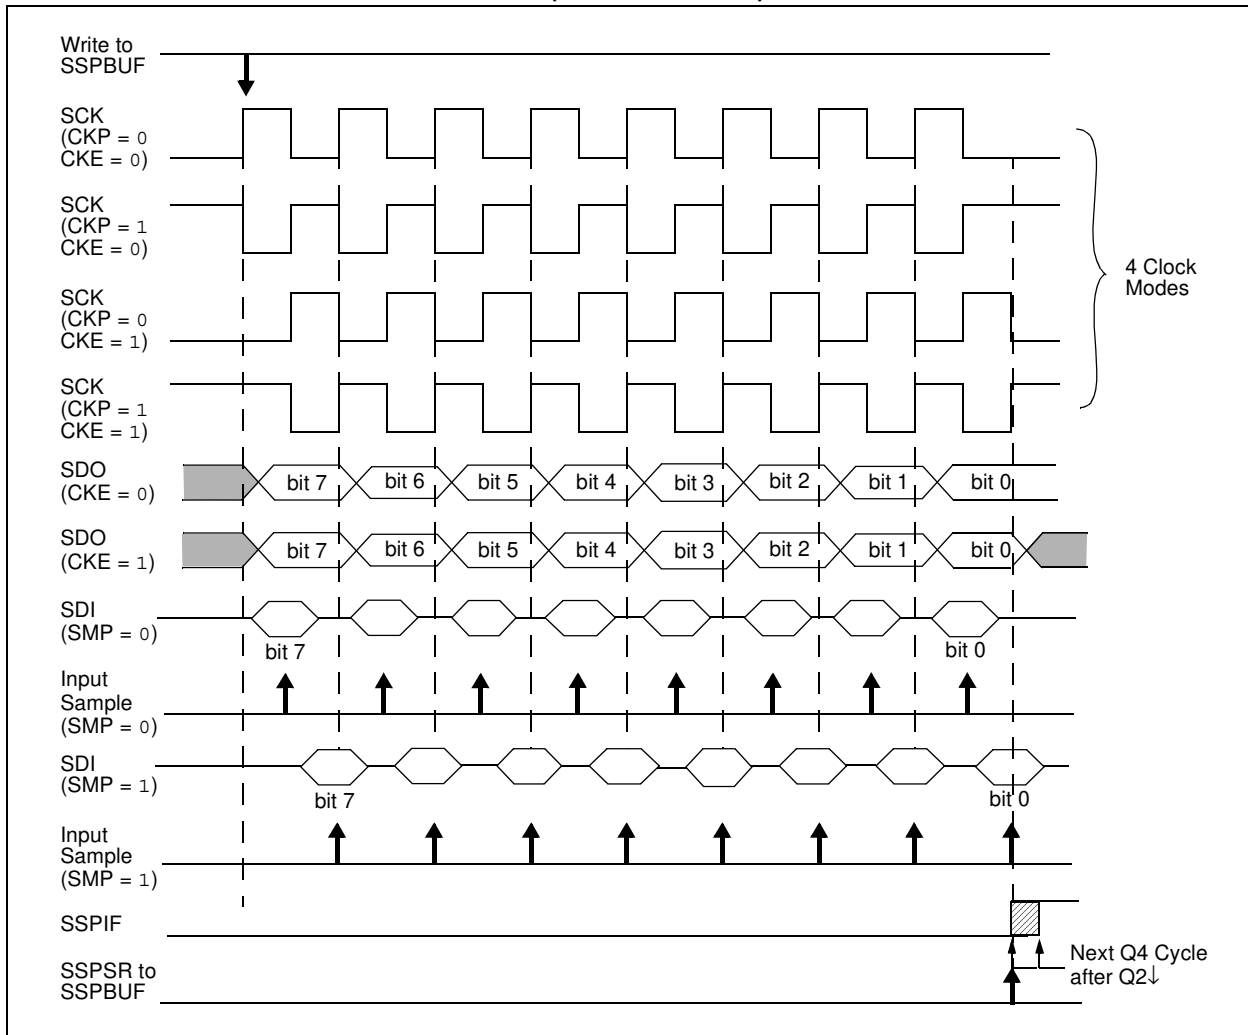 Write to
SSPBUF
SCK
(CKP = 0
CKE = 0)
SCK
(CKP = 1
CKE = 0)
4 Clock
Modes
SCK
(CKP = 0
CKE = 1)
SCK
(CKP = 1
CKE = 1)
SDO
(CKE = 0)
bit 7 bit 6 bit 5 bit 4 bit 3 bit 2 bit 1 bit 0
SDO
(CKE = 1)
bit 7 bit 6 bit 5 bit 4 bit 3 bit 2 bit 1 bit 0
SDI
(SMP = 0)
bit 7 bit 0
Input
Sample
(SMP = 0)
SDI
(SMP = 1)
bit 7 bit 0
Input
Sample
(SMP = 1)
SSPIF
Next Q4 Cycle
after Q2↓
SSPSR to
SSPBUF